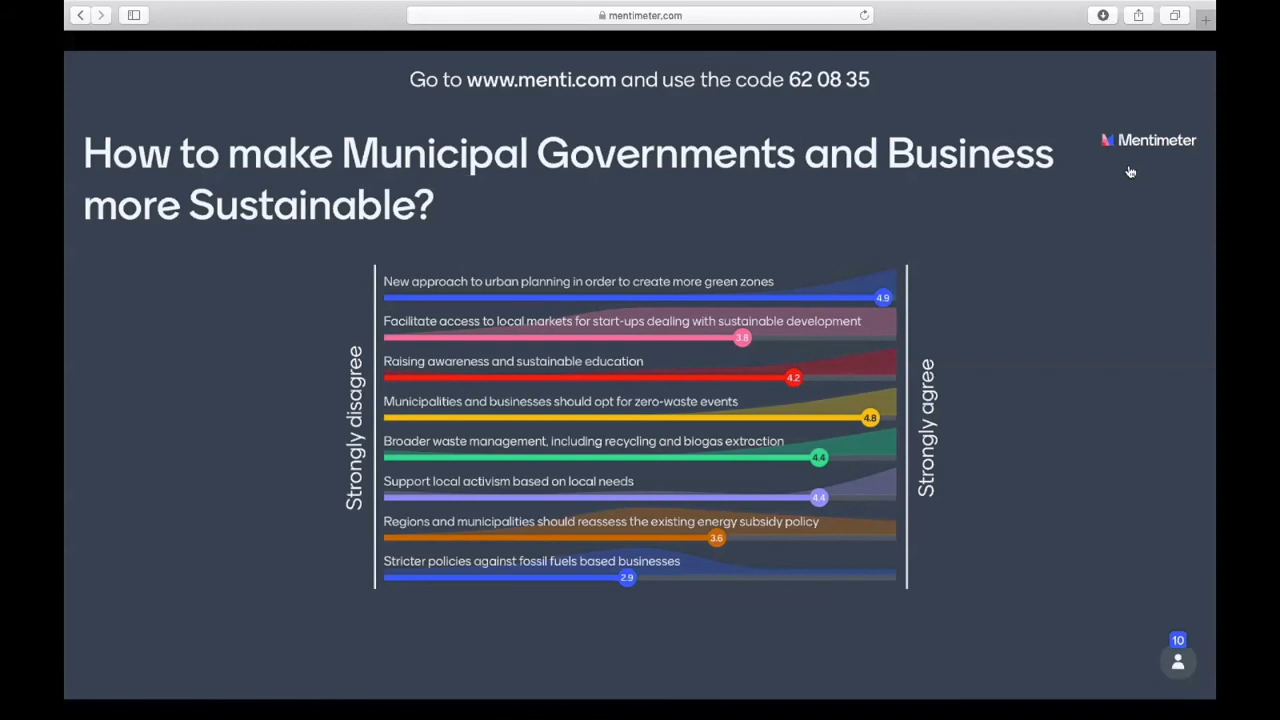 mentimeter.com
Go to www.menti.com and use the code 62 08 35
How to make Municipal Governments and Business
more Sustainable?
Mentimeter
Strongly disagree
New approach to urban planning in order to create more green zones
4.9
Facilitate access to local markets for start-ups dealing with sustainable development
3.8
Raising awareness and sustainable education
4.2
Municipalities and businesses should opt for zero-waste events
4.8
Broader waste management, including recycling and biogas extraction
4.4
Support local activism based on local needs
4.4
Regions and municipalities should reassess the existing energy subsidy policy
3.6
Stricter policies against fossil fuels based businesses
2.9
Strongly agree
10